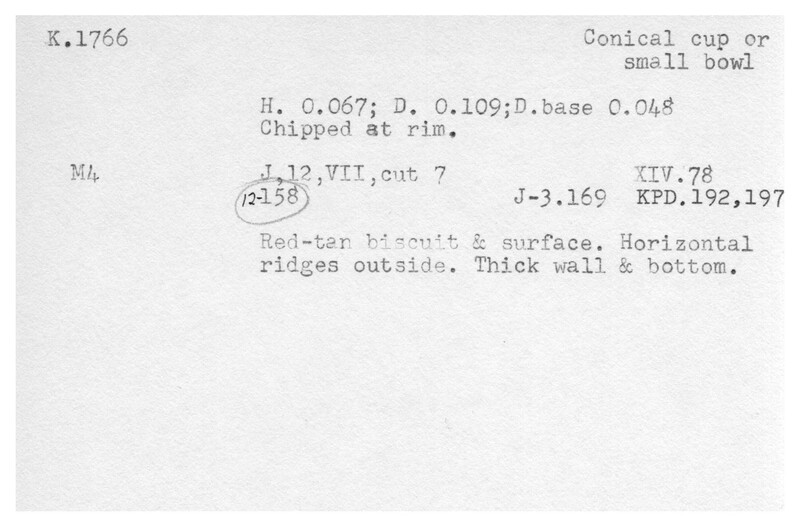 K.1766 Conical cup or
small bowl
H. 0.067; D. 0.109;D.base 0.048
Chipped at rim.
M4 J,12,VII,cut 7 XIV.78
12-158 J-3.169 KPD.192,197
Red-tan biscuit & surface. Horizontal
ridges outside. Thick wall & bottom.